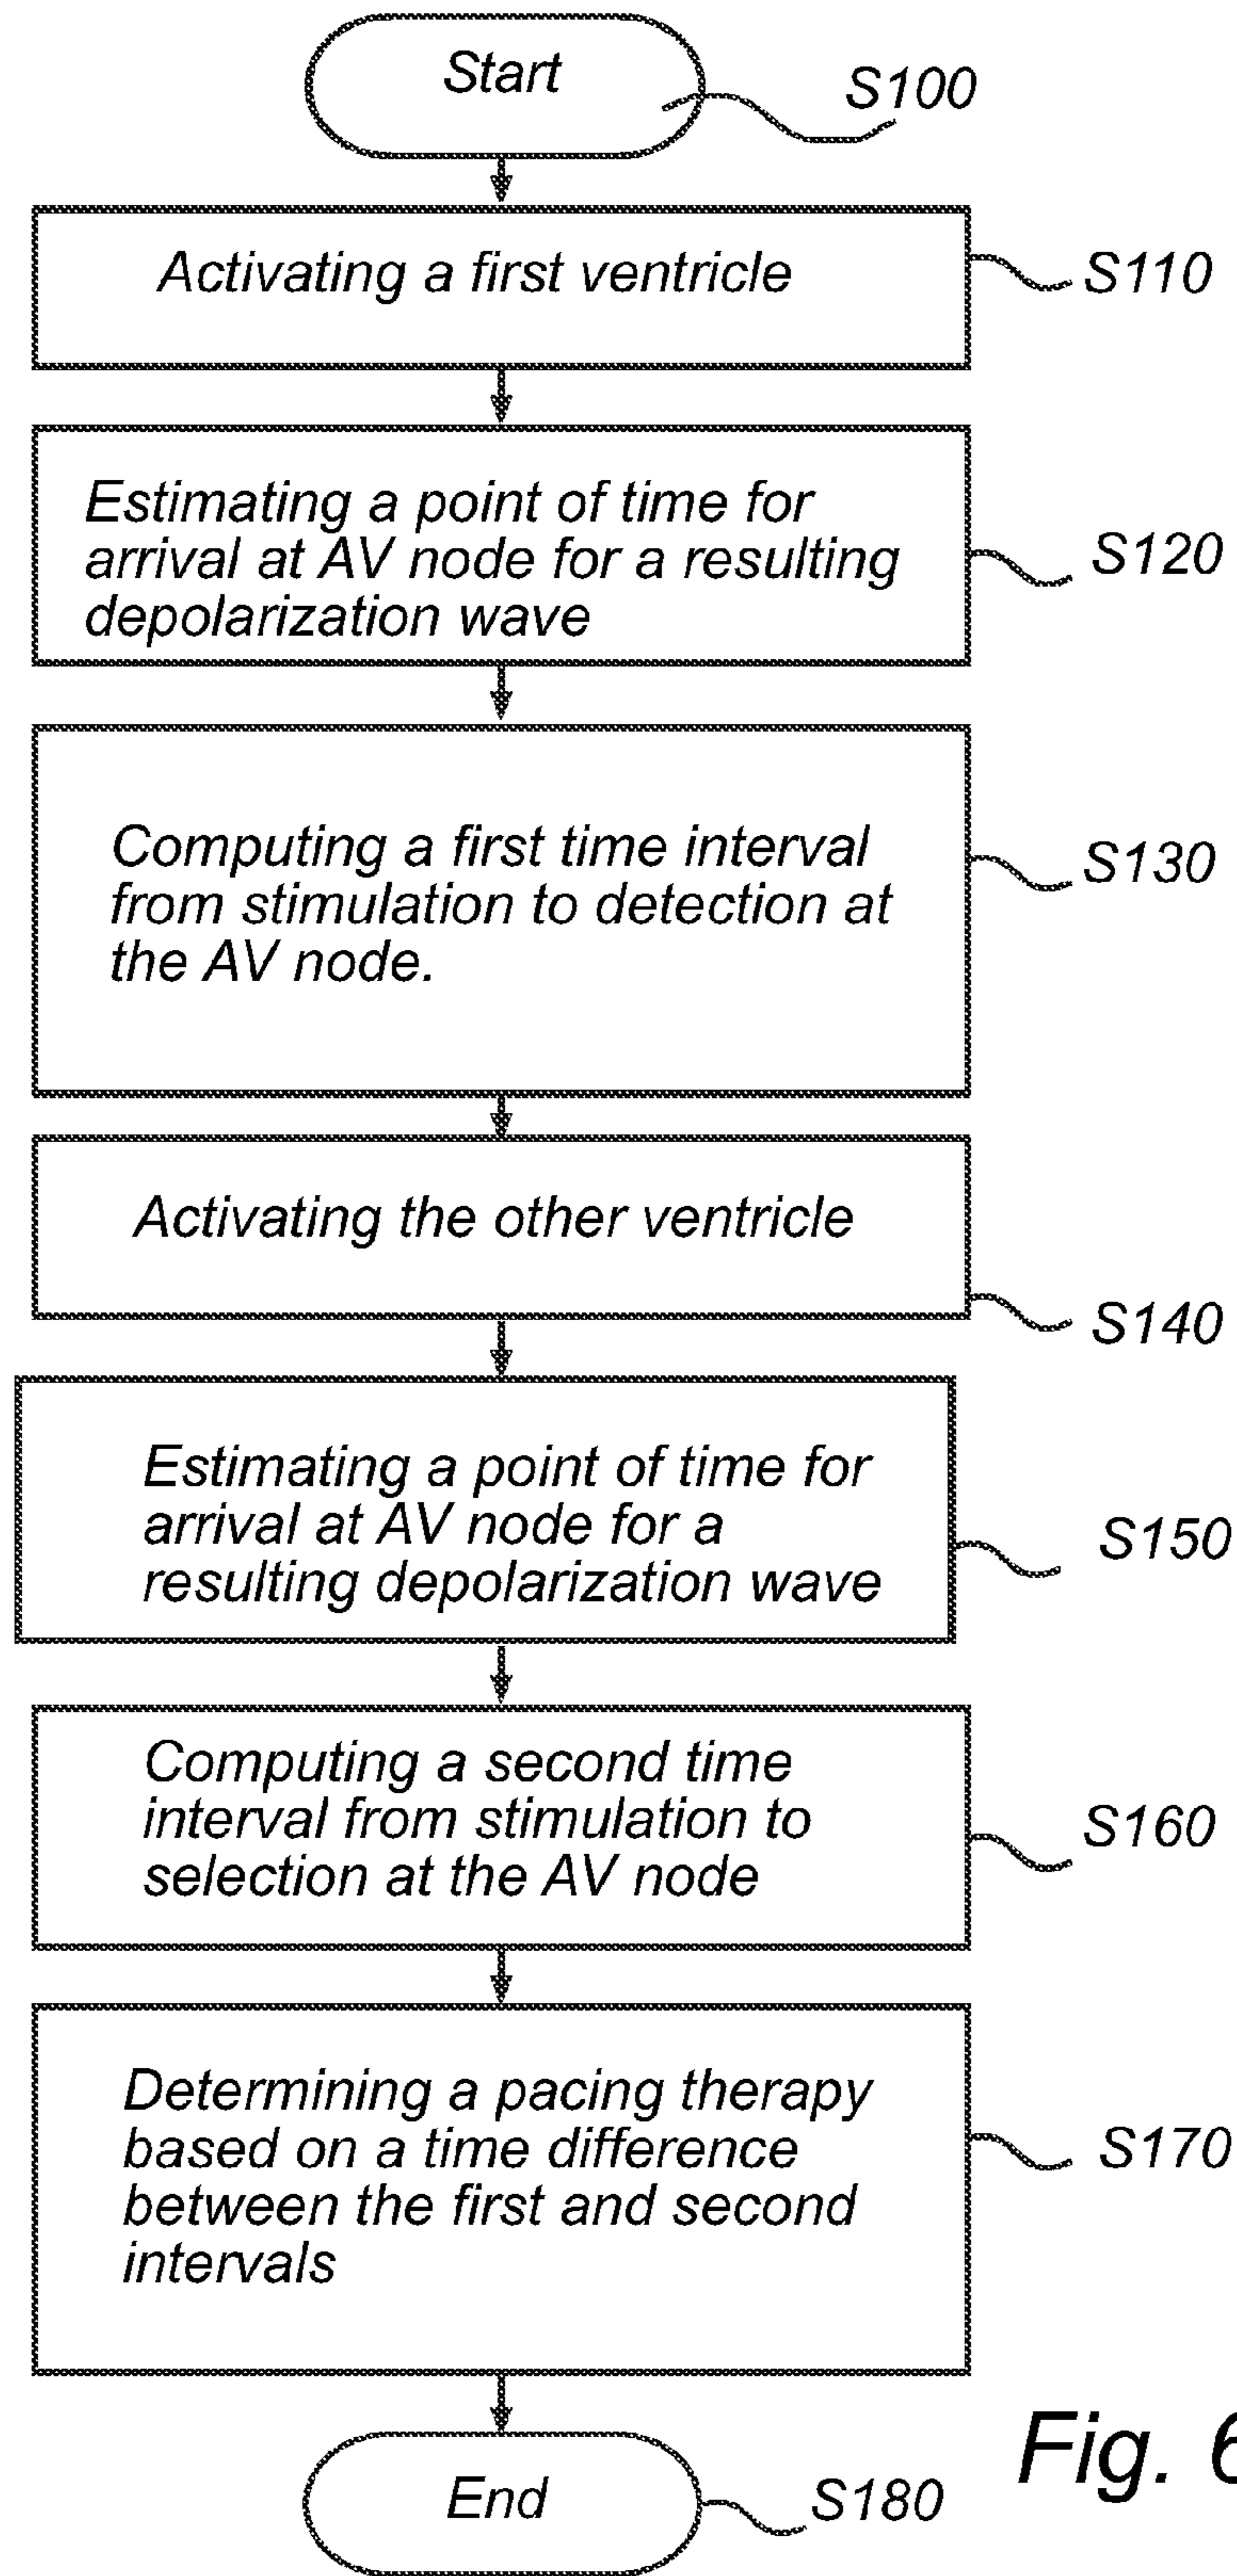 Start
S100
Activating a first ventricle
S110
Estimating a point of time for
arrival at AV node for a resulting
depolarization wave
S120
Computing a first time interval
from stimulation to detection at
the AV node.
S130
Activating the other ventricle
S140
Estimating a point of time for
arrival at AV node for a
resulting depolarization wave
S150
Computing a second time
interval from stimulation to
selection at the AV node
S160
Determining a pacing therapy
based on a time difference
between the first and second
intervals
S170
End
S180
Fig. 6